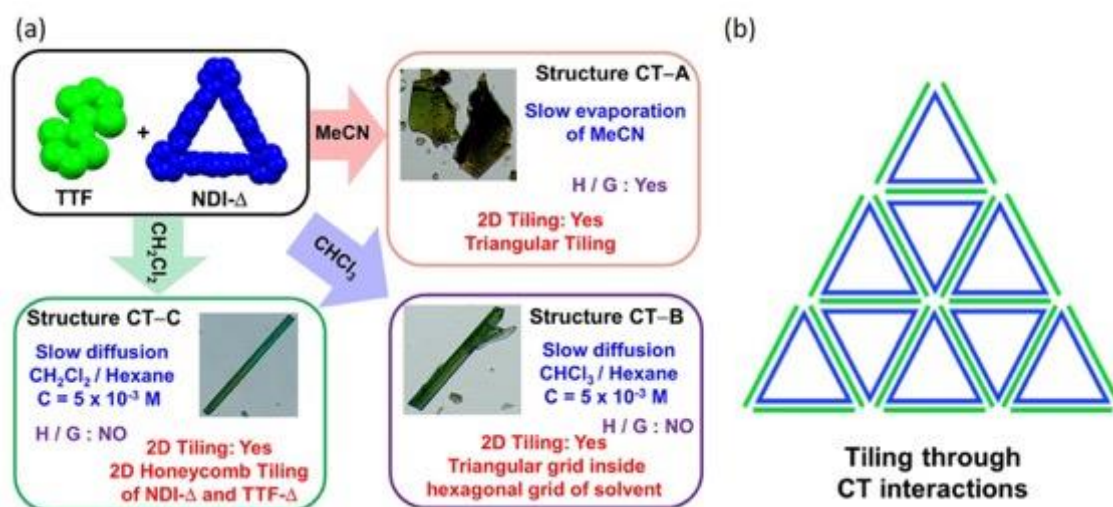 (a)
TTF
+
NDI-Δ
MeCN
CH₂Cl₂
CHCl₃
Structure CT–A
Slow evaporation
of MeCN
H / G : Yes
2D Tiling: Yes
Triangular Tiling
Structure CT–C
Slow diffusion
CH₂Cl₂ / Hexane
C = 5 x 10⁻³ M
H / G : NO
2D Tiling: Yes
2D Honeycomb Tiling
of NDI-Δ and TTF-Δ
Structure CT–B
Slow diffusion
CHCl₃ / Hexane
C = 5 x 10⁻³ M
H / G : NO
2D Tiling: Yes
Triangular grid inside
hexagonal grid of solvent
(b)
Tiling through
CT interactions